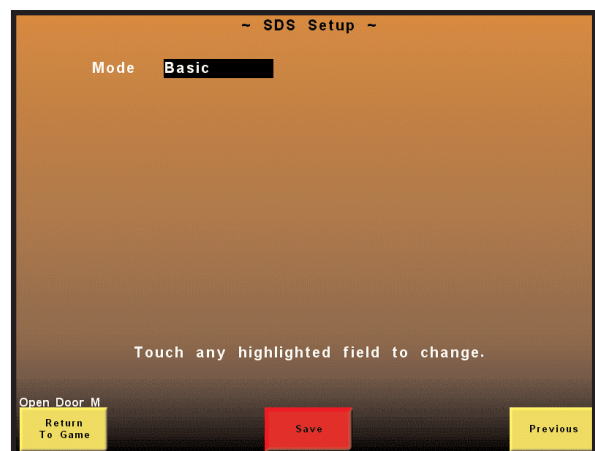 ~ SDS Setup ~
Mode Basic
Touch any highlighted field to change.
Open Door M
Return
To Game
Save
Previous